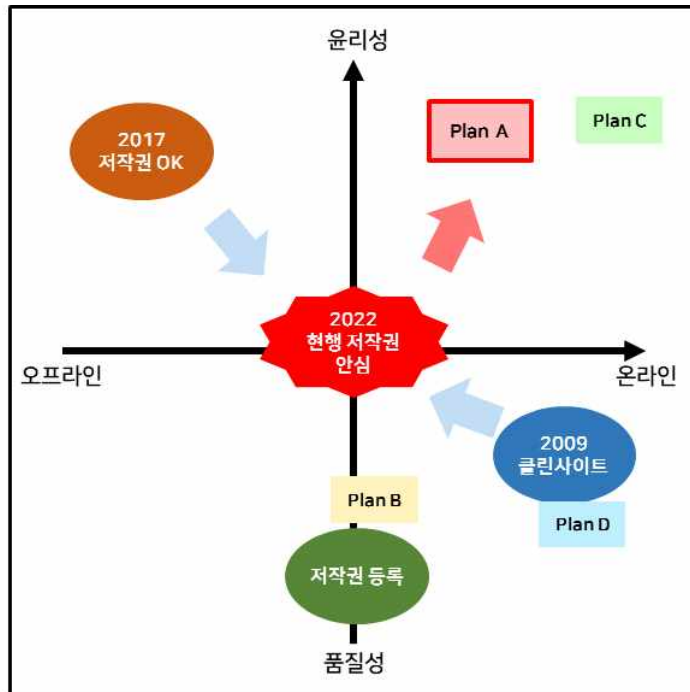 윤리성
2017
저작권 OK
Plan A
Plan C
2022
현행 저작권
안심
오프라인
온라인
2009
클린사이트
Plan B
Plan D
저작권 등록
품질성